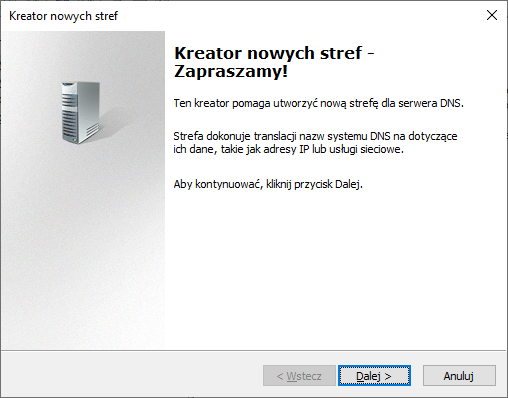 Kreator nowych stref
Kreator nowych stref -
Zapraszamy!
Ten kreator pomaga utworzyć nową strefę dla serwera DNS.
Strefa dokonuje translacji nazw systemu DNS na dotyczące
ich dane, takie jak adresy IP lub usługi sieciowe.
Aby kontynuować, kliknij przycisk Dalej.
< Wstecz
Dalej >
Anuluj